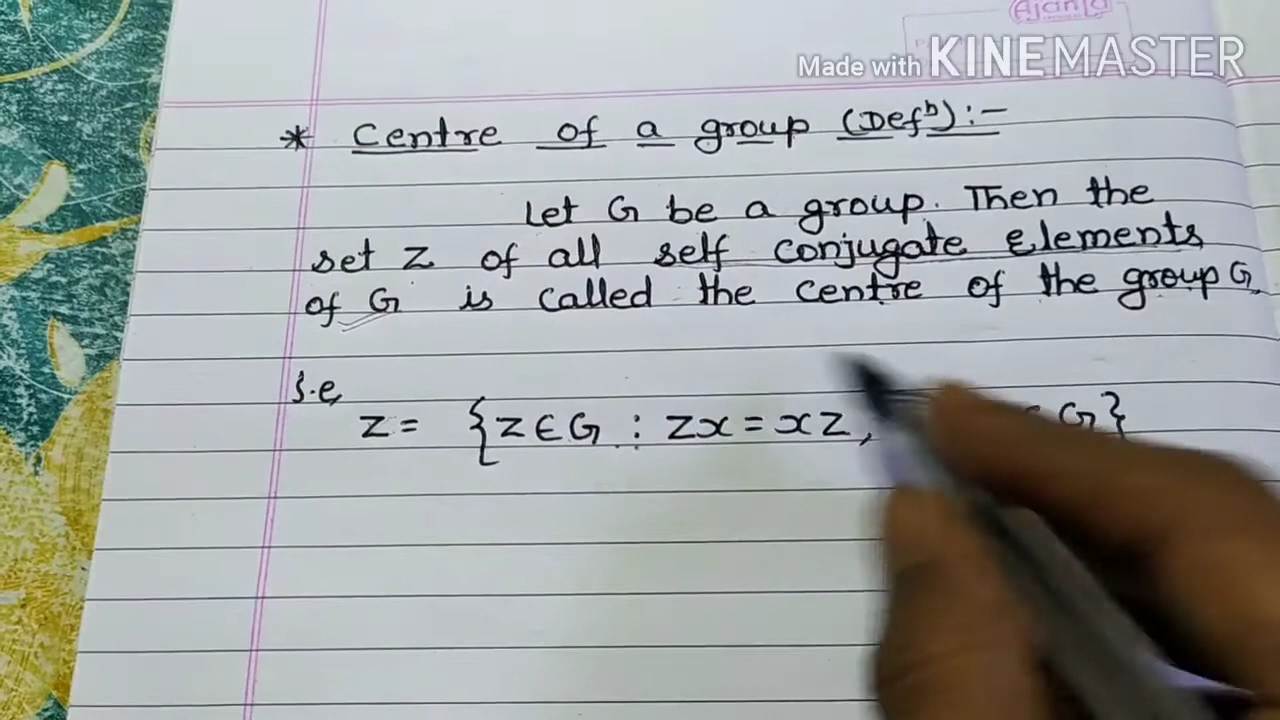 Ajanta
Made with KINEMASTER
* Centre of a group (Defⁿ):-
Let G be a group. Then the
set Z of all self conjugate elements
of G is called the centre of the group G.
i.e,
Z = {z ∈ G : zx = xz, G}